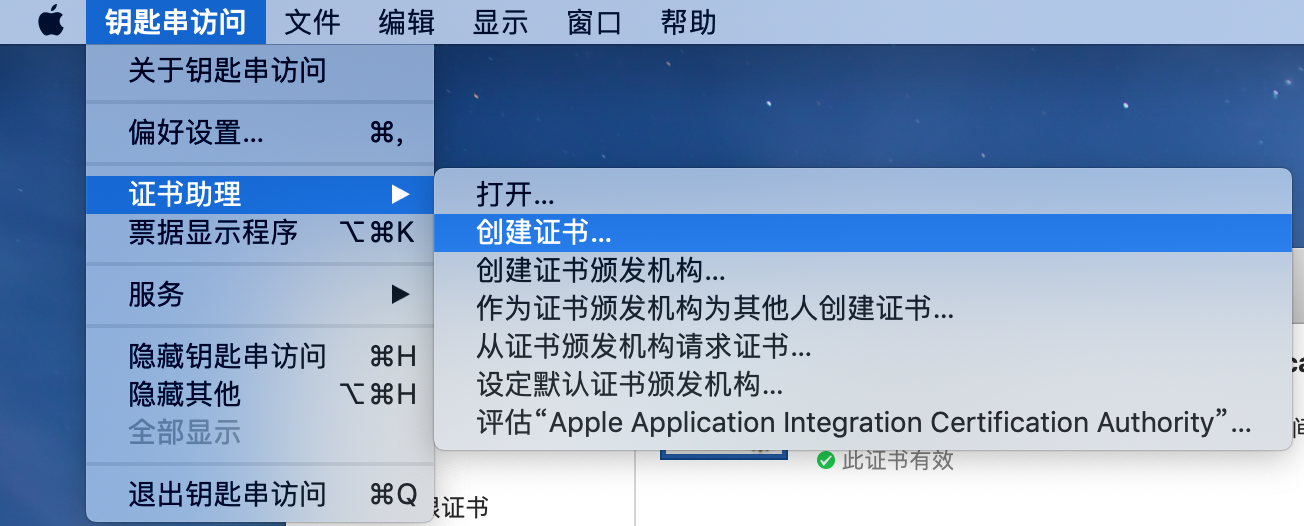 钥匙串访问 文件 编辑 显示 窗口 帮助
关于钥匙串访问
偏好设置... ⌘,
证书助理 ▶
票据显示程序 ⌥⌘K
服务 ▶
隐藏钥匙串访问 ⌘H
隐藏其他 ⌥⌘H
全部显示
退出钥匙串访问 ⌘Q
打开...
创建证书...
创建证书颁发机构...
作为证书颁发机构为其他人创建证书...
从证书颁发机构请求证书...
设定默认证书颁发机构...
评估“Apple Application Integration Certification Authority”...
此证书有效
证书